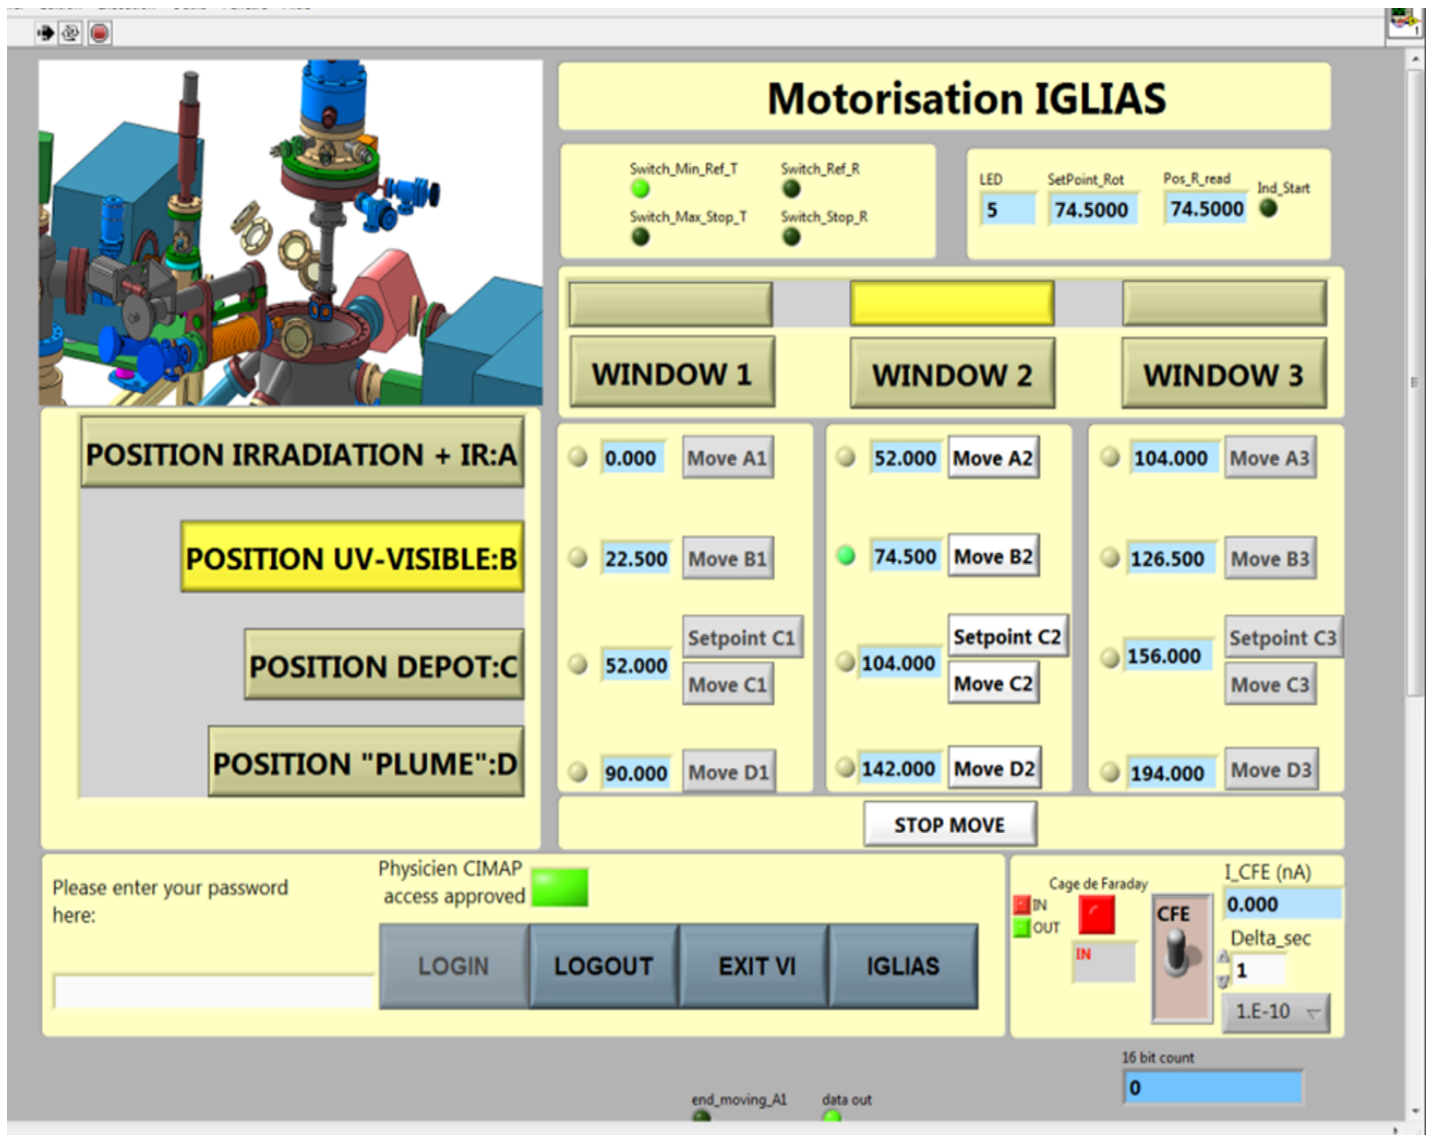 Motorisation IGLIAS
Switch_Min_Ref_T
Switch_Ref_R
Switch_Max_Stop_T
Switch_Stop_R
LED
SetPoint_Rot
Pos_R_read
Ind_Start
5
74.5000
74.5000
WINDOW 1
WINDOW 2
WINDOW 3
POSITION IRRADIATION + IR:A
POSITION UV-VISIBLE:B
POSITION DEPOT:C
POSITION "PLUME":D
0.000 Move A1
22.500 Move B1
Setpoint C1
52.000
Move C1
90.000 Move D1
52.000 Move A2
74.500 Move B2
Setpoint C2
104.000
Move C2
142.000 Move D2
104.000 Move A3
126.500 Move B3
Setpoint C3
156.000
Move C3
194.000 Move D3
STOP MOVE
Please enter your password
here:
Physicien CIMAP
access approved
LOGIN
LOGOUT
EXIT VI
IGLIAS
Cage de Faraday
IN
OUT
IN
CFE
I_CFE (nA)
0.000
Delta_sec
1
1.E-10
16 bit count
0
end_moving_A1
data out